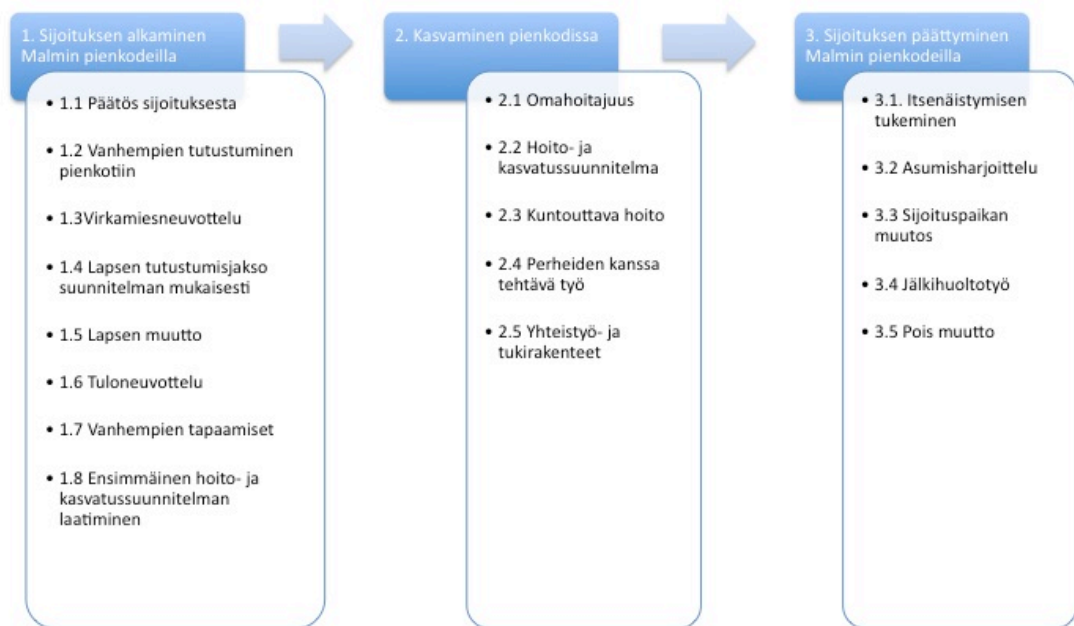 1. Sijoituksen alkaminen
Malmin pienkodeilla
• 1.1 Päätös sijoituksesta
• 1.2 Vanhempien tutustuminen
pienkotiin
• 1.3Virkamiesneuvottelu
• 1.4 Lapsen tutustumisjakso
suunnitelman mukaisesti
• 1.5 Lapsen muutto
• 1.6 Tuloneuvottelu
• 1.7 Vanhempien tapaamiset
• 1.8 Ensimmäinen hoito- ja
kasvatussuunnitelman
laatiminen
2. Kasvaminen pienkodissa
• 2.1 Omahoitajuus
• 2.2 Hoito- ja
kasvatussuunnitelma
• 2.3 Kuntouttava hoito
• 2.4 Perheiden kanssa
tehtävä työ
• 2.5 Yhteistyö- ja
tukirakenteet
3. Sijoituksen päättyminen
Malmin pienkodeilla
• 3.1. Itsenäistymisen
tukeminen
• 3.2 Asumisharjoittelu
• 3.3 Sijoituspaikan
muutos
• 3.4 Jälkihuoltotyö
• 3.5 Pois muutto